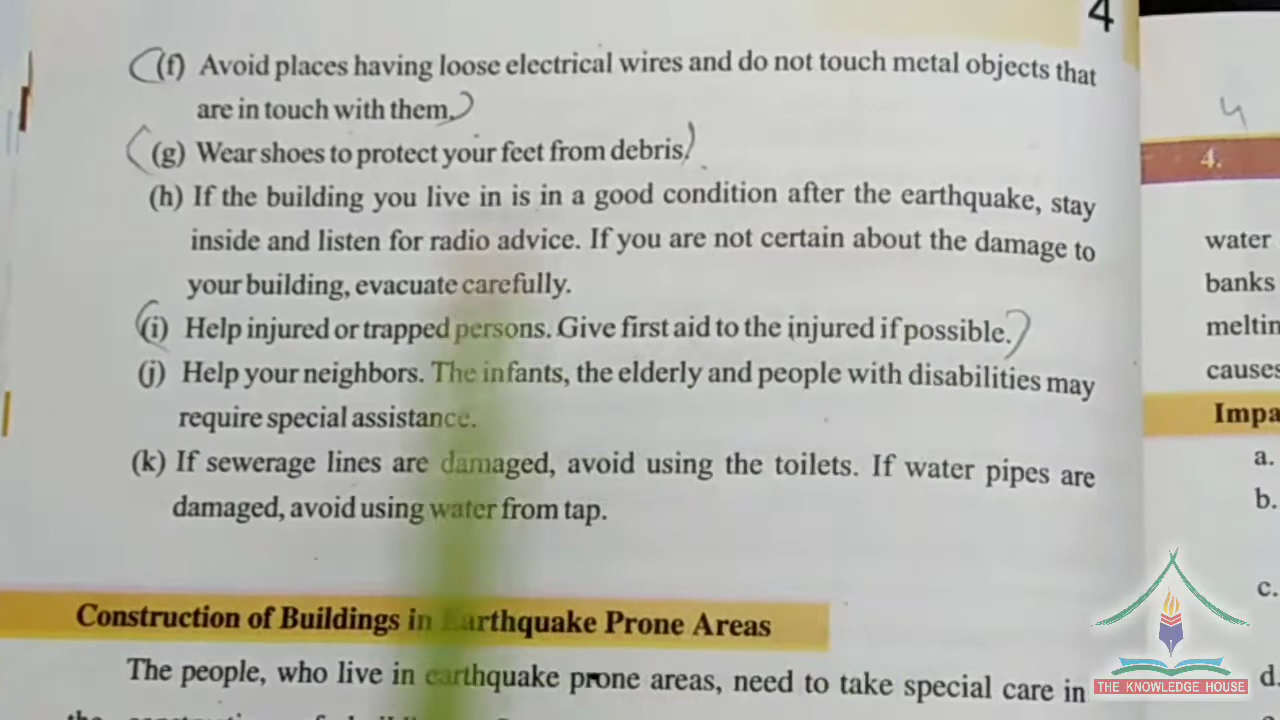 4
(f) Avoid places having loose electrical wires and do not touch metal objects that
are in touch with them.
(g) Wear shoes to protect your feet from debris.
(h) If the building you live in is in a good condition after the earthquake, stay
inside and listen for radio advice. If you are not certain about the damage to
your building, evacuate carefully.
(i) Help injured or trapped persons. Give first aid to the injured if possible.
(j) Help your neighbors. The infants, the elderly and people with disabilities may
require special assistance.
(k) If sewerage lines are damaged, avoid using the toilets. If water pipes are
damaged, avoid using water from tap.
Construction of Buildings in Earthquake Prone Areas
The people, who live in earthquake prone areas, need to take special care in
4
4.
water
banks
causes
a.
b.
c.
d.
THE KNOWLEDGE HOUSE